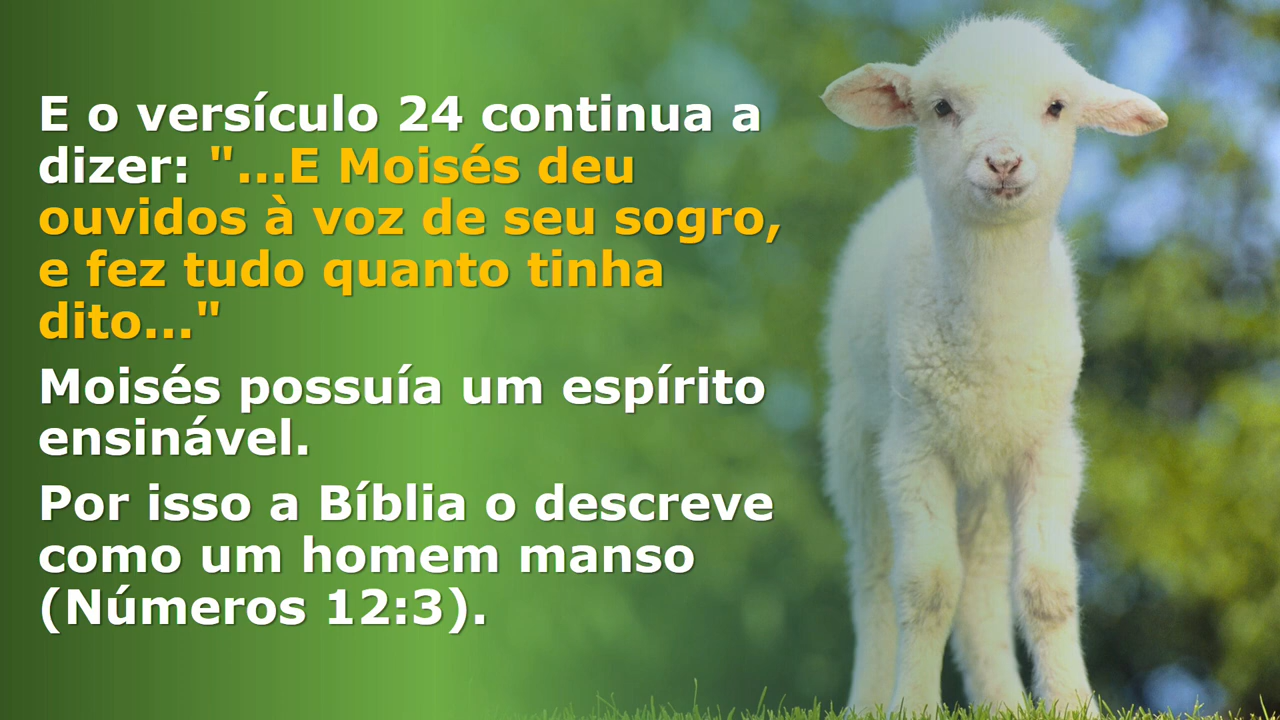 E o versículo 24 continua a
dizer: "...E Moisés deu
ouvidos à voz de seu sogro,
e fez tudo quanto tinha
dito..."
Moisés possuía um espírito
ensinável.
Por isso a Bíblia o descreve
como um homem manso
(Números 12:3).